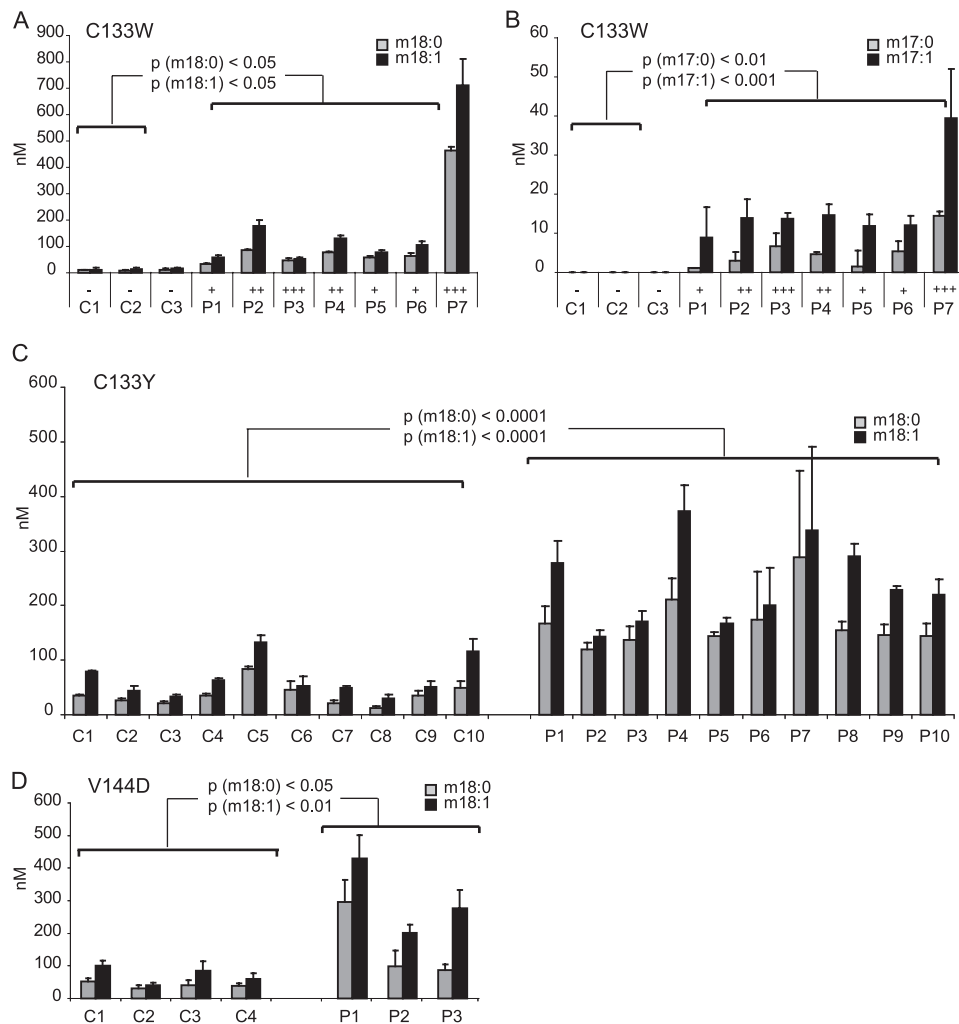 A
C133W
m18:0
m18:1
p (m18:0) < 0.05
p (m18:1) < 0.05
nM
900
800
700
600
500
400
300
200
100
0
- - - + ++ +++ ++ + + +++
C1 C2 C3 P1 P2 P3 P4 P5 P6 P7
B
C133W
m17:0
m17:1
p (m17:0) < 0.01
p (m17:1) < 0.001
nM
60
50
40
30
20
10
0
- - - + ++ +++ ++ + + +++
C1 C2 C3 P1 P2 P3 P4 P5 P6 P7
C
C133Y
m18:0
m18:1
p (m18:0) < 0.0001
p (m18:1) < 0.0001
nM
600
500
400
300
200
100
0
C1 C2 C3 C4 C5 C6 C7 C8 C9 C10 P1 P2 P3 P4 P5 P6 P7 P8 P9 P10
D
V144D
m18:0
m18:1
p (m18:0) < 0.05
p (m18:1) < 0.01
nM
600
500
400
300
200
100
0
C1 C2 C3 C4 P1 P2 P3